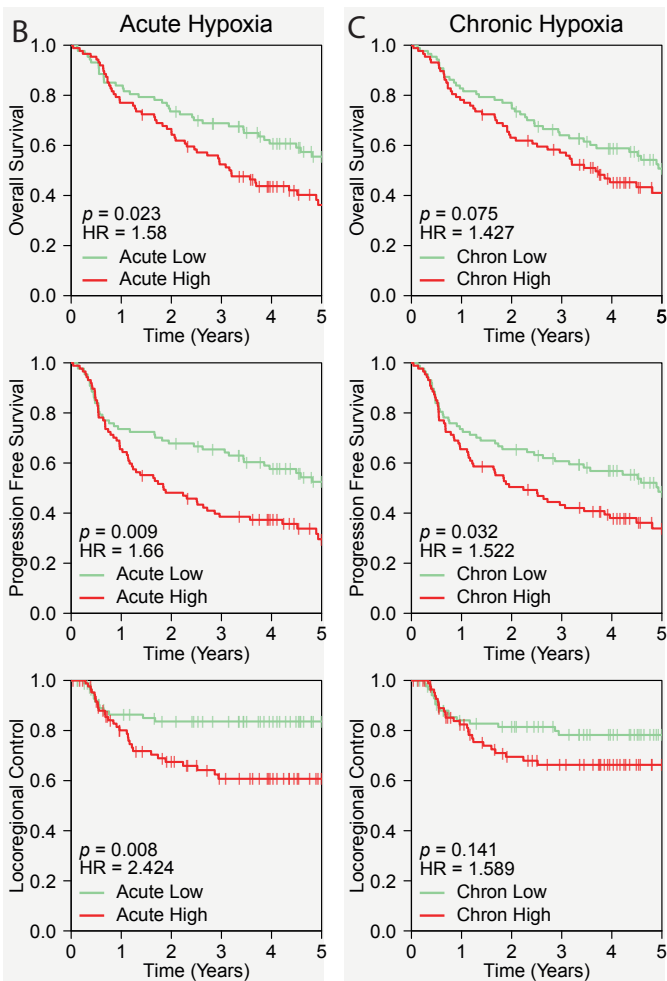 B
Acute Hypoxia
1.0
0.8
0.6
0.4
0.2
0.0
Overall Survival
p = 0.023
HR = 1.58
Acute Low
Acute High
0 1 2 3 4 5
Time (Years)
1.0
0.8
0.6
0.4
0.2
0.0
Progression Free Survival
p = 0.009
HR = 1.66
Acute Low
Acute High
0 1 2 3 4 5
Time (Years)
1.0
0.8
0.6
0.4
0.2
0.0
Locoregional Control
p = 0.008
HR = 2.424
Acute Low
Acute High
0 1 2 3 4 5
Time (Years)
C
Chronic Hypoxia
1.0
0.8
0.6
0.4
0.2
0.0
Overall Survival
p = 0.075
HR = 1.427
Chron Low
Chron High
0 1 2 3 4 5
Time (Years)
1.0
0.8
0.6
0.4
0.2
0.0
Progression Free Survival
p = 0.032
HR = 1.522
Chron Low
Chron High
0 1 2 3 4 5
Time (Years)
1.0
0.8
0.6
0.4
0.2
0.0
Locoregional Control
p = 0.141
HR = 1.589
Chron Low
Chron High
0 1 2 3 4 5
Time (Years)